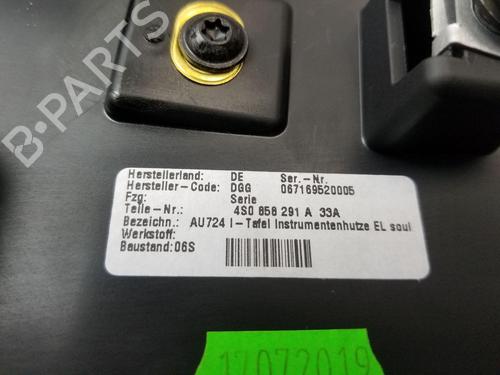 B-PARTS
Herstellerland: DE Ser.-Nr.
Hersteller-Code: DGG 067169520005
Fzg: Serie
Teile-Nr.: 4S0 858 291 A 33A
Bezeichn.: AU724 I-Tafel Instrumentenhutze EL soul
Werkstoff:
Baustand:06S
17072019